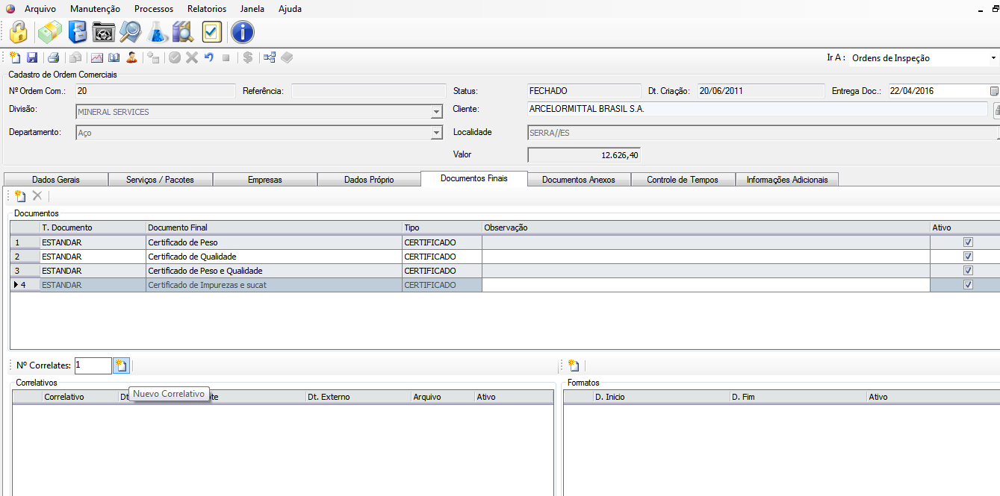 Arquivo Manutenção Processos Relatorios Janela Ajuda
Ir A : Ordens de Inspeção
Cadastro de Ordem Comerciais
Nº Ordem Com.: 20 Referência: Status: FECHADO Dt. Criação: 20/06/2011 Entrega Doc.: 22/04/2016
Divisão: MINERAL SERVICES Cliente: ARCELORMITTAL BRASIL S.A.
Departamento: Aço Localidade SERRA//ES
Valor 12.626,40
Dados Gerais Serviços / Pacotes Empresas Dados Próprio Documentos Finais Documentos Anexos Controle de Tempos Informações Adicionais
Documentos
T. Documento Documento Final Tipo Observação Ativo
1 ESTANDAR Certificado de Peso CERTIFICADO
2 ESTANDAR Certificado de Qualidade CERTIFICADO
3 ESTANDAR Certificado de Peso e Qualidade CERTIFICADO
4 ESTANDAR Certificado de Impurezas e sucat CERTIFICADO
Nº Correlates: 1
Correlativos Formatos
Nuevo Correlativo
Correlativo Dt te Dt. Externo Arquivo Ativo D. Inicio D. Fim Ativo